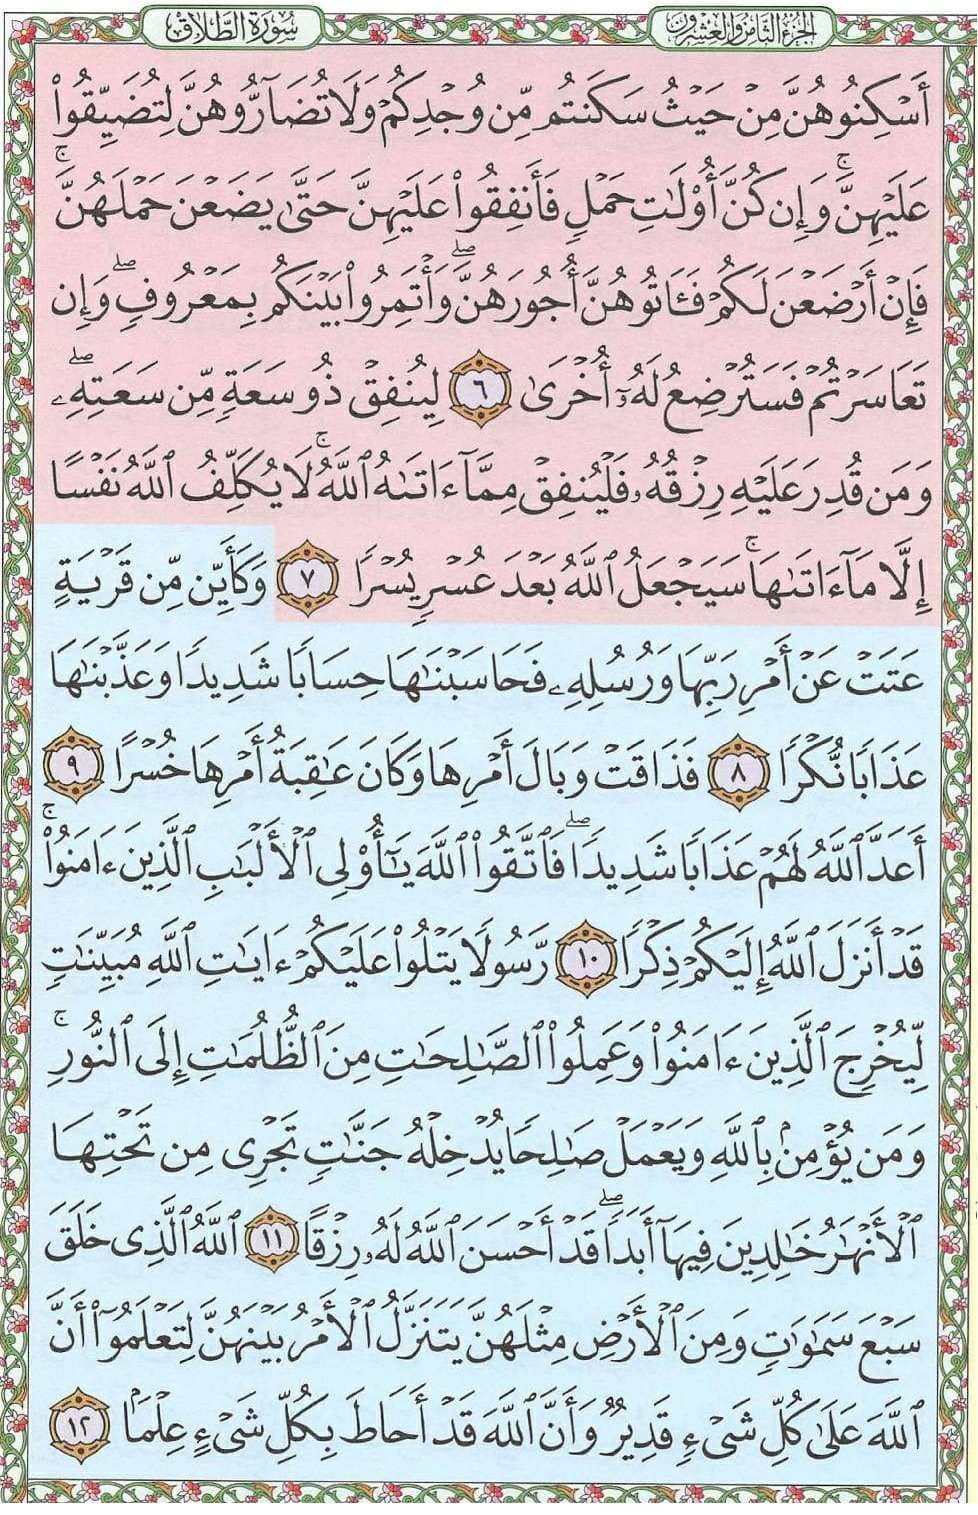 الجزء الثامن والعشرون
سورة الطلاق
أَسْكِنُوهُنَّ مِنْ حَيْثُ سَكَنتُم مِّن وُجْدِكُمْ وَلَا تُضَآرُّوهُنَّ لِتُضَيِّقُوا۟
عَلَيْهِنَّ ۚ وَإِن كُنَّ أُو۟لَـٰتِ حَمْلٍ فَأَنفِقُوا۟ عَلَيْهِنَّ حَتَّىٰ يَضَعْنَ حَمْلَهُنَّ ۚ
فَإِنْ أَرْضَعْنَ لَكُمْ فَـَٔاتُوهُنَّ أُجُورَهُنَّ ۖ وَأْتَمِرُوا۟ بَيْنَكُم بِمَعْرُوفٍ ۖ وَإِن
تَعَاسَرْتُمْ فَسَتُرْضِعُ لَهُۥٓ أُخْرَىٰ ٦ لِيُنفِقْ ذُو سَعَةٍ مِّن سَعَتِهِۦ ۖ
وَمَن قُدِرَ عَلَيْهِ رِزْقُهُۥ فَلْيُنفِقْ مِمَّآ ءَاتَىٰهُ ٱللَّهُ ۚ لَا يُكَلِّفُ ٱللَّهُ نَفْسًا
إِلَّا مَآ ءَاتَىٰهَا ۚ سَيَجْعَلُ ٱللَّهُ بَعْدَ عُسْرٍ يُسْرًا ٧ وَكَأَيِّن مِّن قَرْيَةٍ
عَتَتْ عَنْ أَمْرِ رَبِّهَا وَرُسُلِهِۦ فَحَاسَبْنَـٰهَا حِسَابًا شَدِيدًا وَعَذَّبْنَـٰهَا
عَذَابًا نُّكْرًا ٨ فَذَاقَتْ وَبَالَ أَمْرِهَا وَكَانَ عَـٰقِبَةُ أَمْرِهَا خُسْرًا ٩
أَعَدَّ ٱللَّهُ لَهُمْ عَذَابًا شَدِيدًا ۖ فَٱتَّقُوا۟ ٱللَّهَ يَـٰٓأُو۟لِى ٱلْأَلْبَـٰبِ ٱلَّذِينَ ءَامَنُوا۟ ۚ
قَدْ أَنزَلَ ٱللَّهُ إِلَيْكُمْ ذِكْرًا ١٠ رَّسُولًا يَتْلُوا۟ عَلَيْكُمْ ءَايَـٰتِ ٱللَّهِ مُبَيِّنَـٰتٍ
لِّيُخْرِجَ ٱلَّذِينَ ءَامَنُوا۟ وَعَمِلُوا۟ ٱلصَّـٰلِحَـٰتِ مِنَ ٱلظُّلُمَـٰتِ إِلَى ٱلنُّورِ ۚ
وَمَن يُؤْمِنۢ بِٱللَّهِ وَيَعْمَلْ صَـٰلِحًا يُدْخِلْهُ جَنَّـٰتٍ تَجْرِى مِن تَحْتِهَا
ٱلْأَنْهَـٰرُ خَـٰلِدِينَ فِيهَآ أَبَدًا ۖ قَدْ أَحْسَنَ ٱللَّهُ لَهُۥ رِزْقًا ١١ ٱللَّهُ ٱلَّذِى خَلَقَ
سَبْعَ سَمَـٰوَٰتٍ وَمِنَ ٱلْأَرْضِ مِثْلَهُنَّ يَتَنَزَّلُ ٱلْأَمْرُ بَيْنَهُنَّ لِتَعْلَمُوٓا۟ أَنَّ
ٱللَّهَ عَلَىٰ كُلِّ شَىْءٍ قَدِيرٌ وَأَنَّ ٱللَّهَ قَدْ أَحَاطَ بِكُلِّ شَىْءٍ عِلْمًۢا ١٢